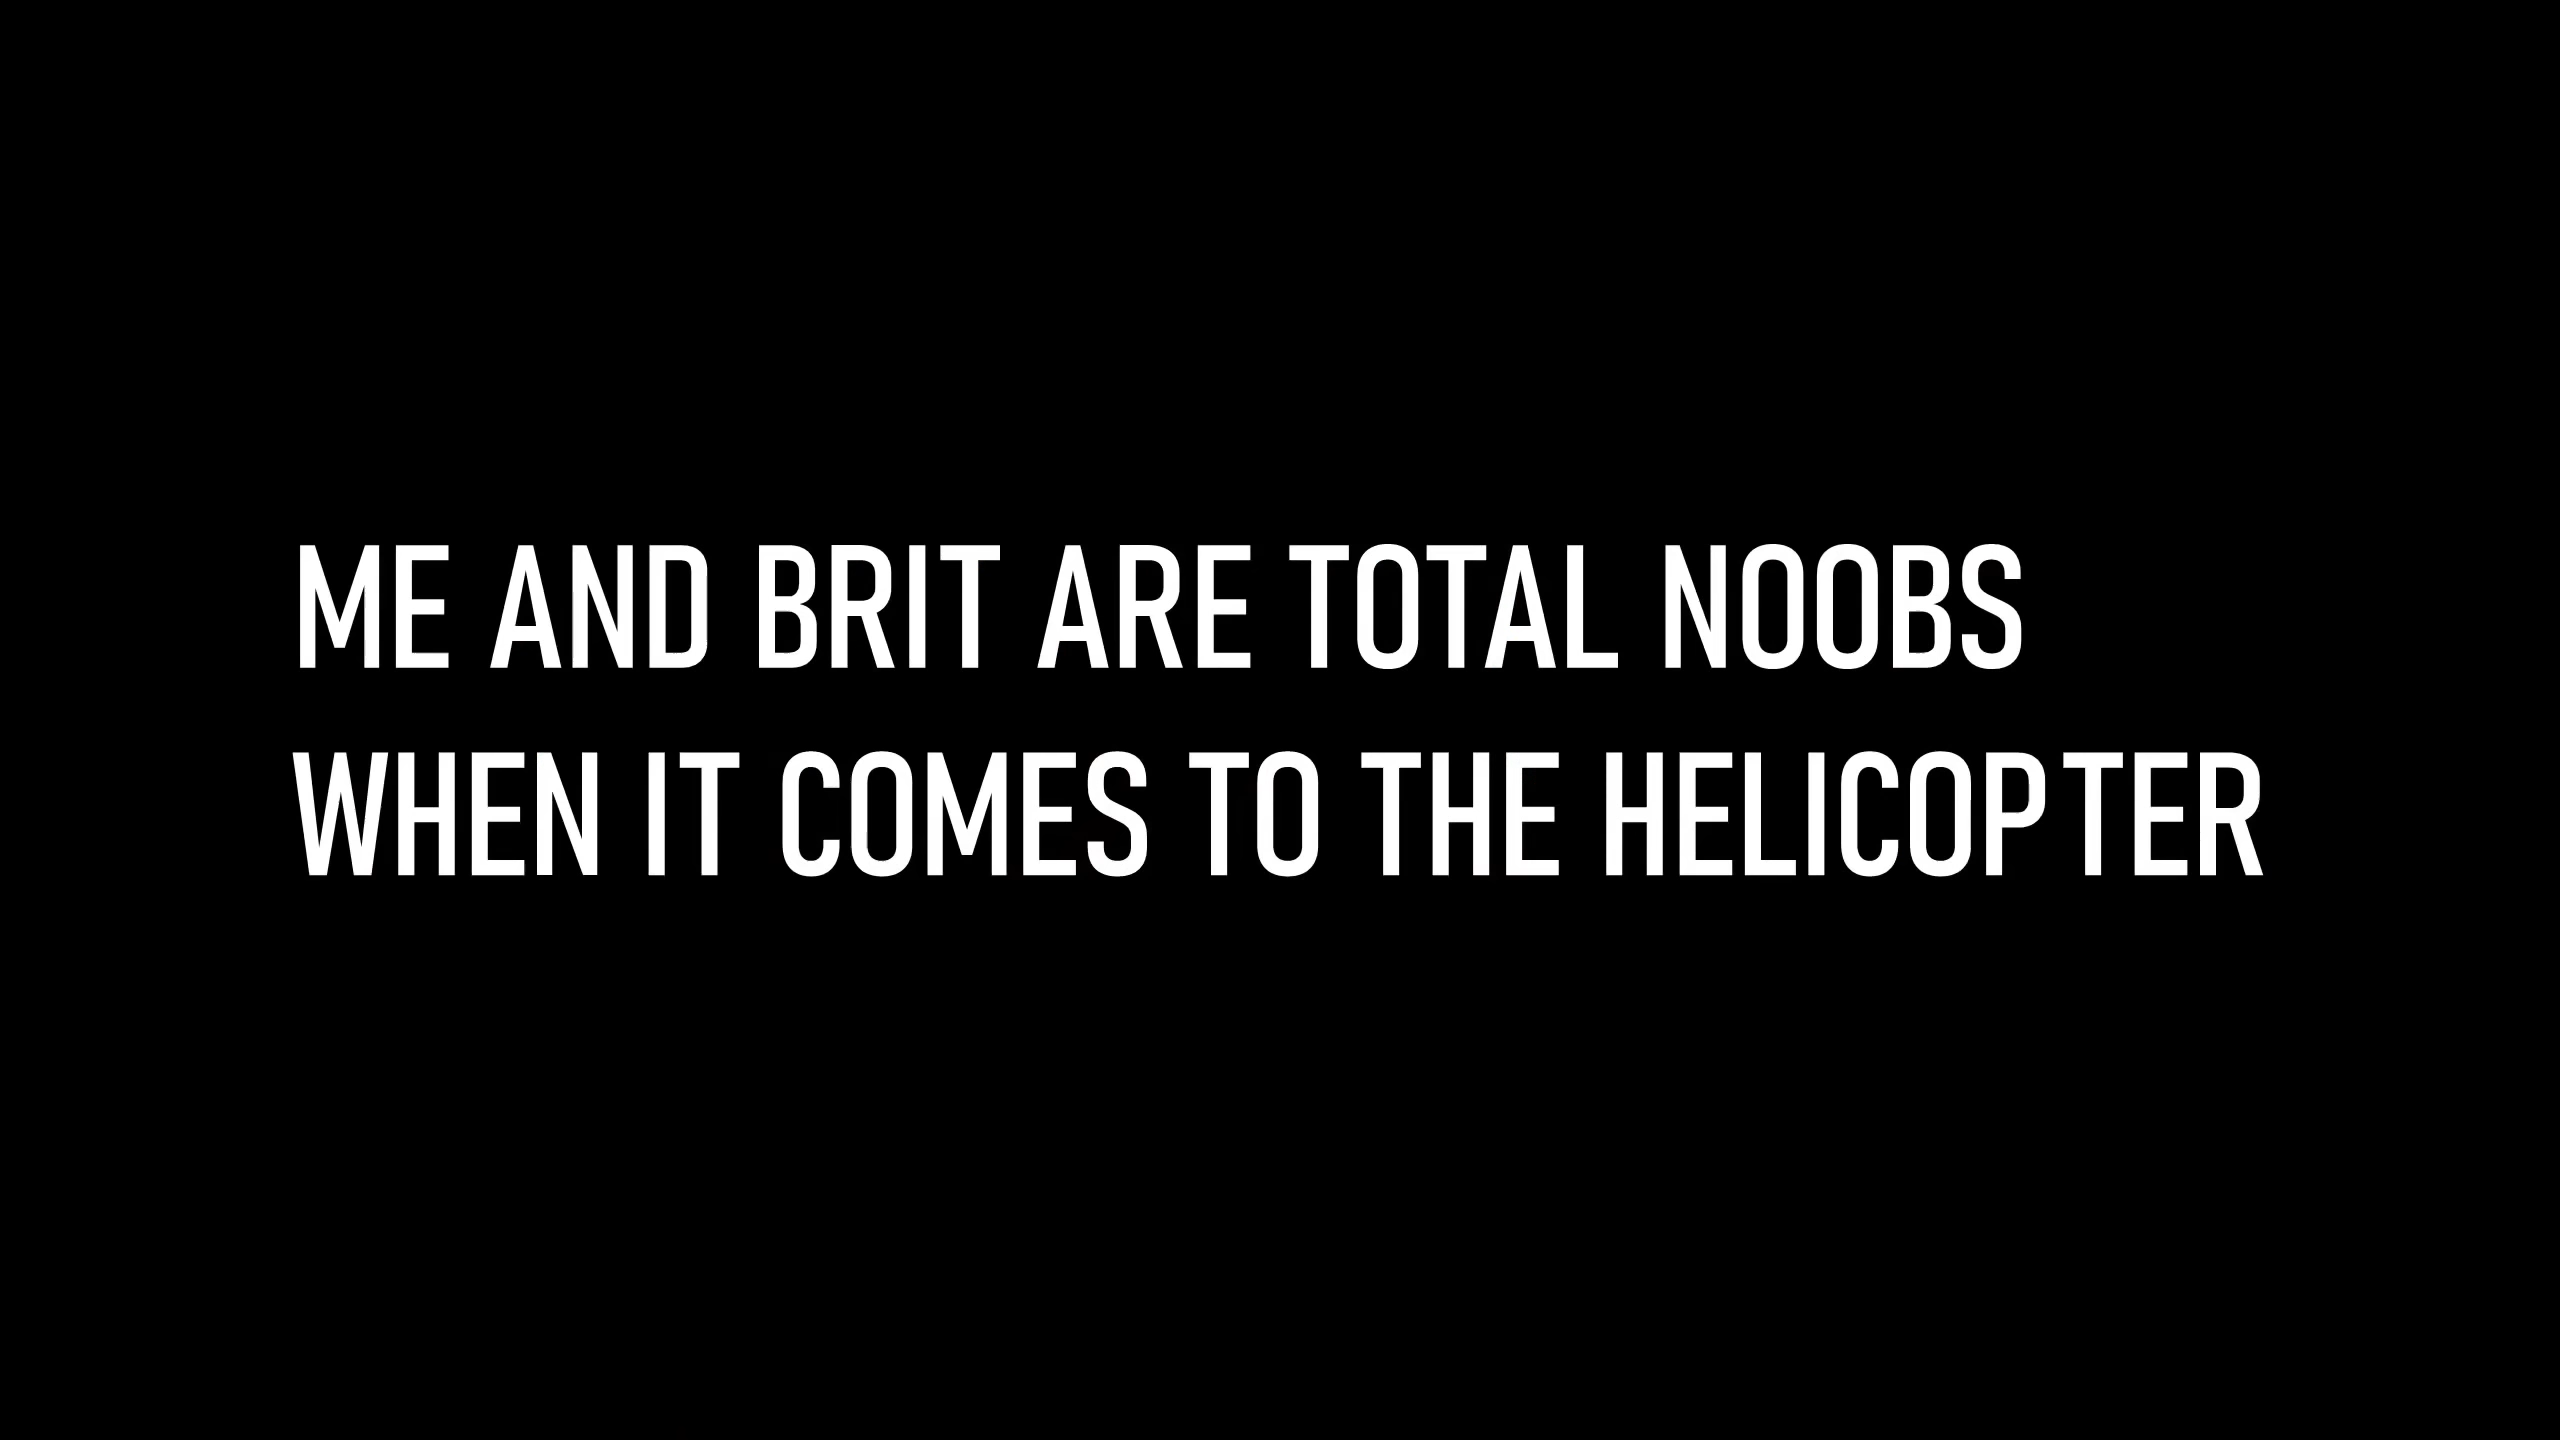 ME AND BRIT ARE TOTAL NOOBS
WHEN IT COMES TO THE HELICOPTER